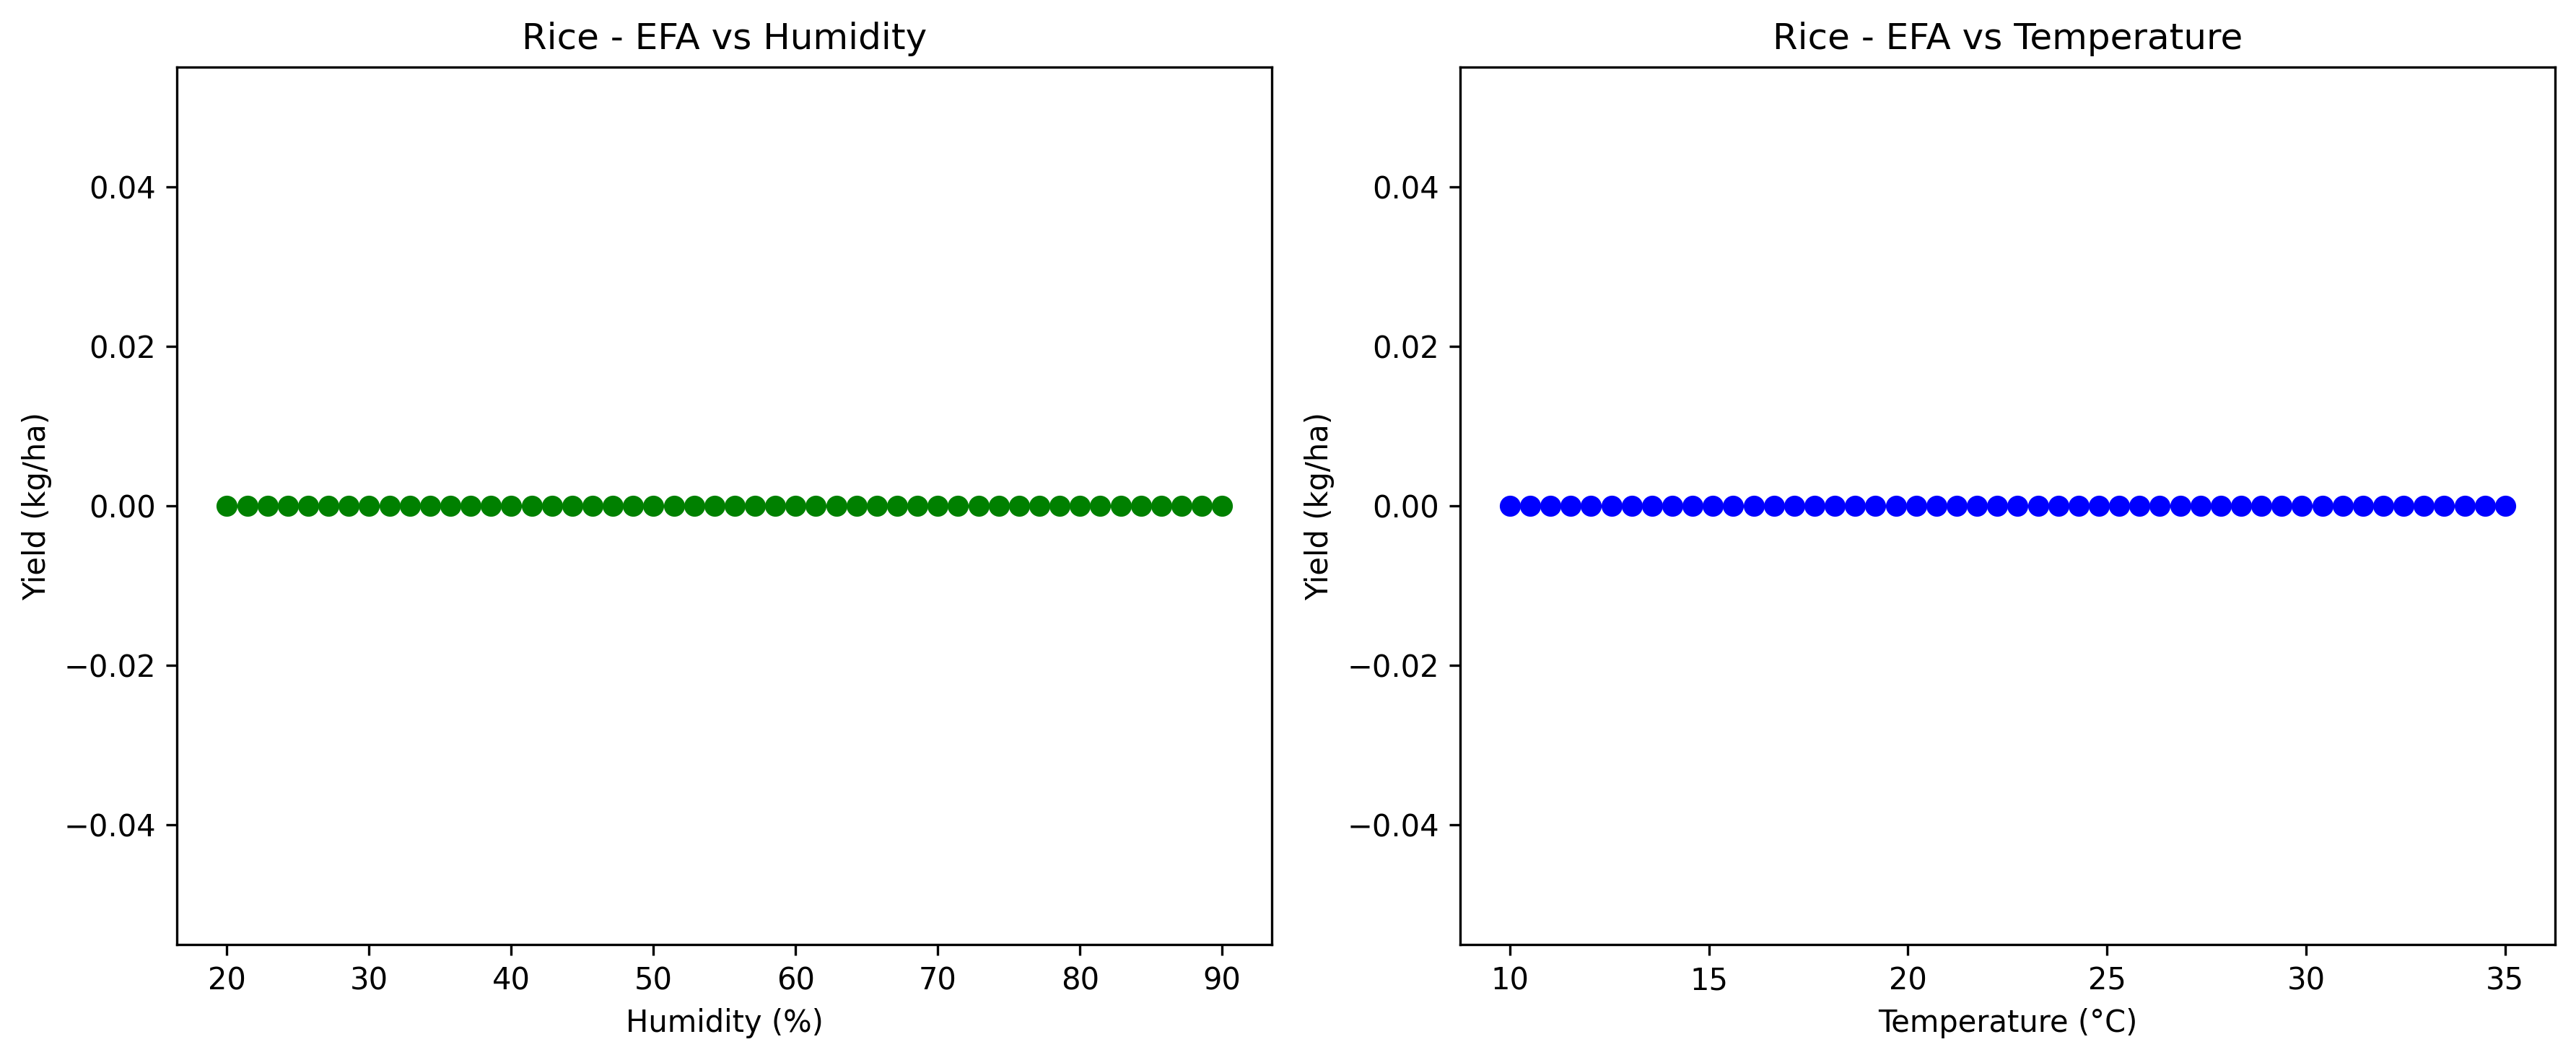 Rice - EFA vs Humidity
Yield (kg/ha)
0.04
0.02
0.00
−0.02
−0.04
20 30 40 50 60 70 80 90
Humidity (%)
Rice - EFA vs Temperature
Yield (kg/ha)
0.04
0.02
0.00
−0.02
−0.04
10 15 20 25 30 35
Temperature (°C)